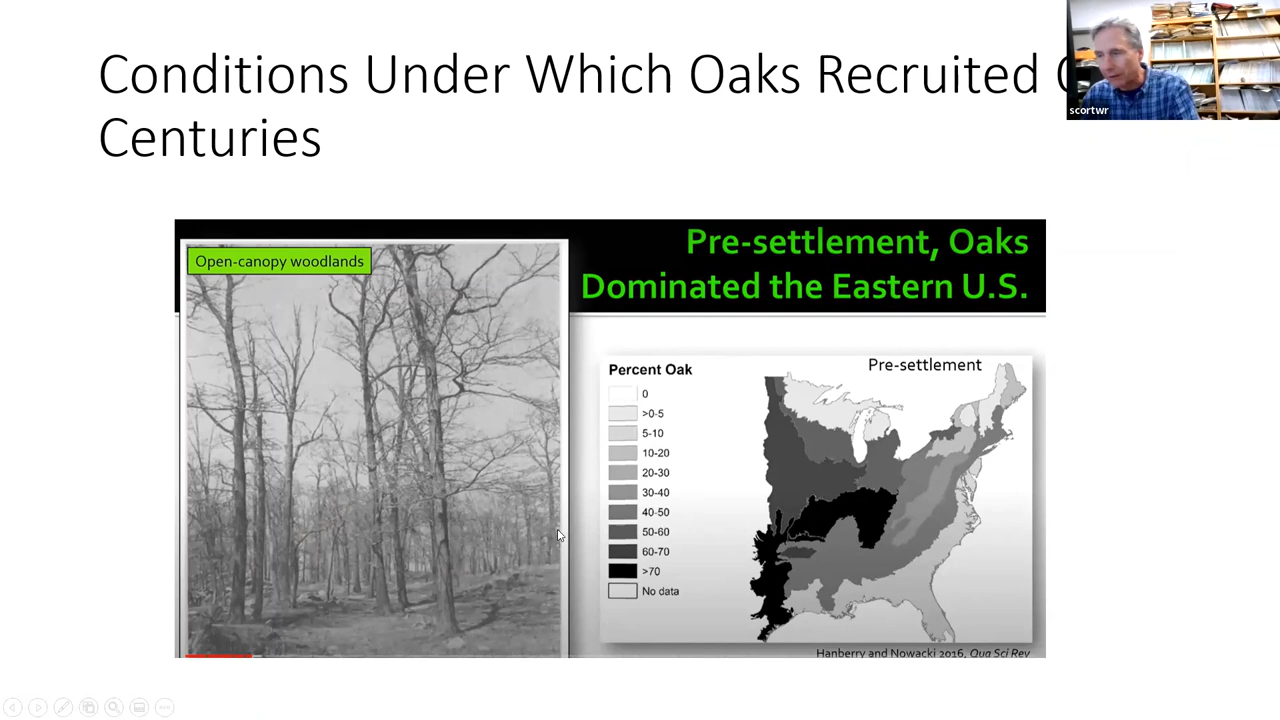 Conditions Under Which Oaks Recruited
Centuries
scortwr
Open-canopy woodlands
Pre-settlement, Oaks
Dominated the Eastern U.S.
Percent Oak
Pre-settlement
0
>0-5
5-10
10-20
20-30
30-40
40-50
50-60
60-70
>70
No data
Hanberry and Nowacki 2016, Qua Sci Rev